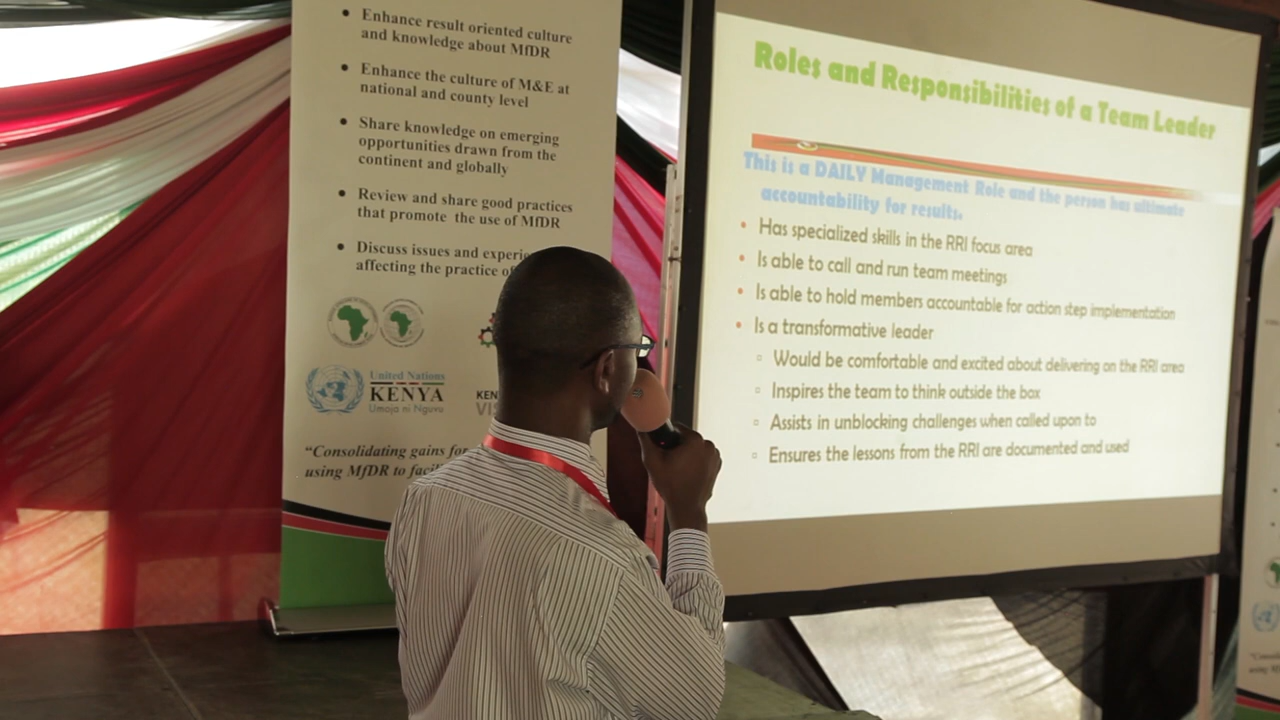 • Enhance result oriented culture
and knowledge about MfDR
• Enhance the culture of M&E at
national and county level
• Share knowledge on emerging
opportunities drawn from the
continent and globally
• Review and share good practices
that promote the use of MfDR
• Discuss issues and
affecting the practice of
United Nations
KENYA
Umoja ni Nguvu
KEN
VIS
“Consolidating gains
using MfDR to
Roles and Responsibilities of a Team Leader
This is a DAILY Management Role and the person has ultimate
accountability for results.
• Has specialized skills in the RRI focus area
• Is able to call and run team meetings
• Is able to hold members accountable for action step implementation
• Is a transformative leader
▫ Would be comfortable and excited about delivering on the RRI area
▫ Inspires the team to think outside the box
▫ Assists in unblocking challenges when called upon to
▫ Ensures the lessons from the RRI are documented and used